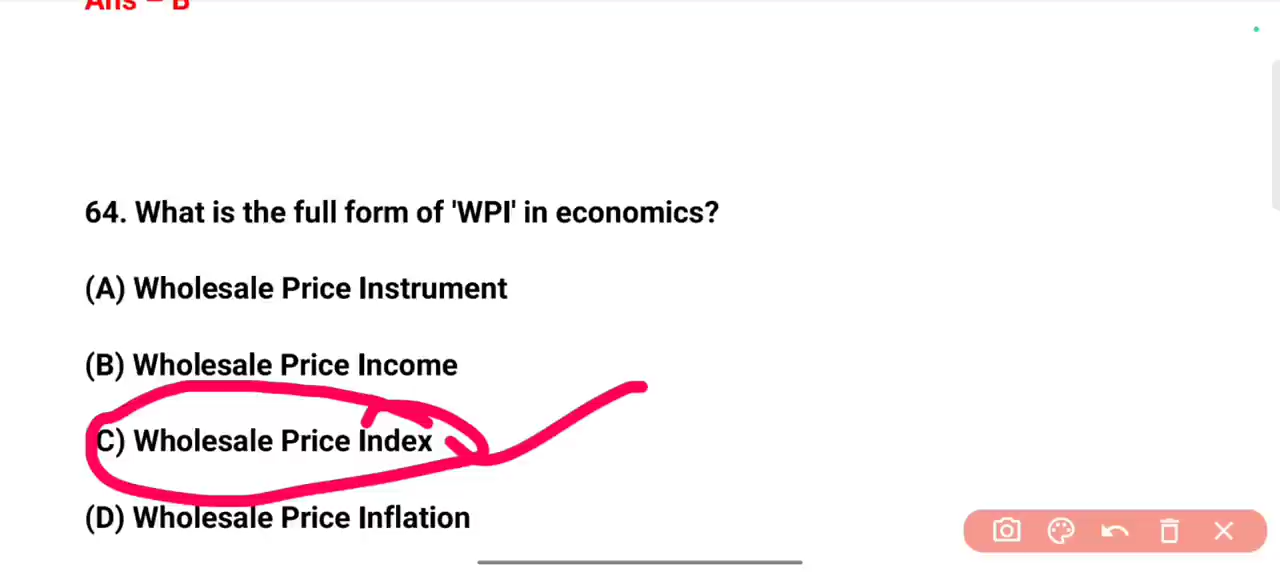 Ans – B
64. What is the full form of 'WPI' in economics?
(A) Wholesale Price Instrument
(B) Wholesale Price Income
C) Wholesale Price Index
(D) Wholesale Price Inflation